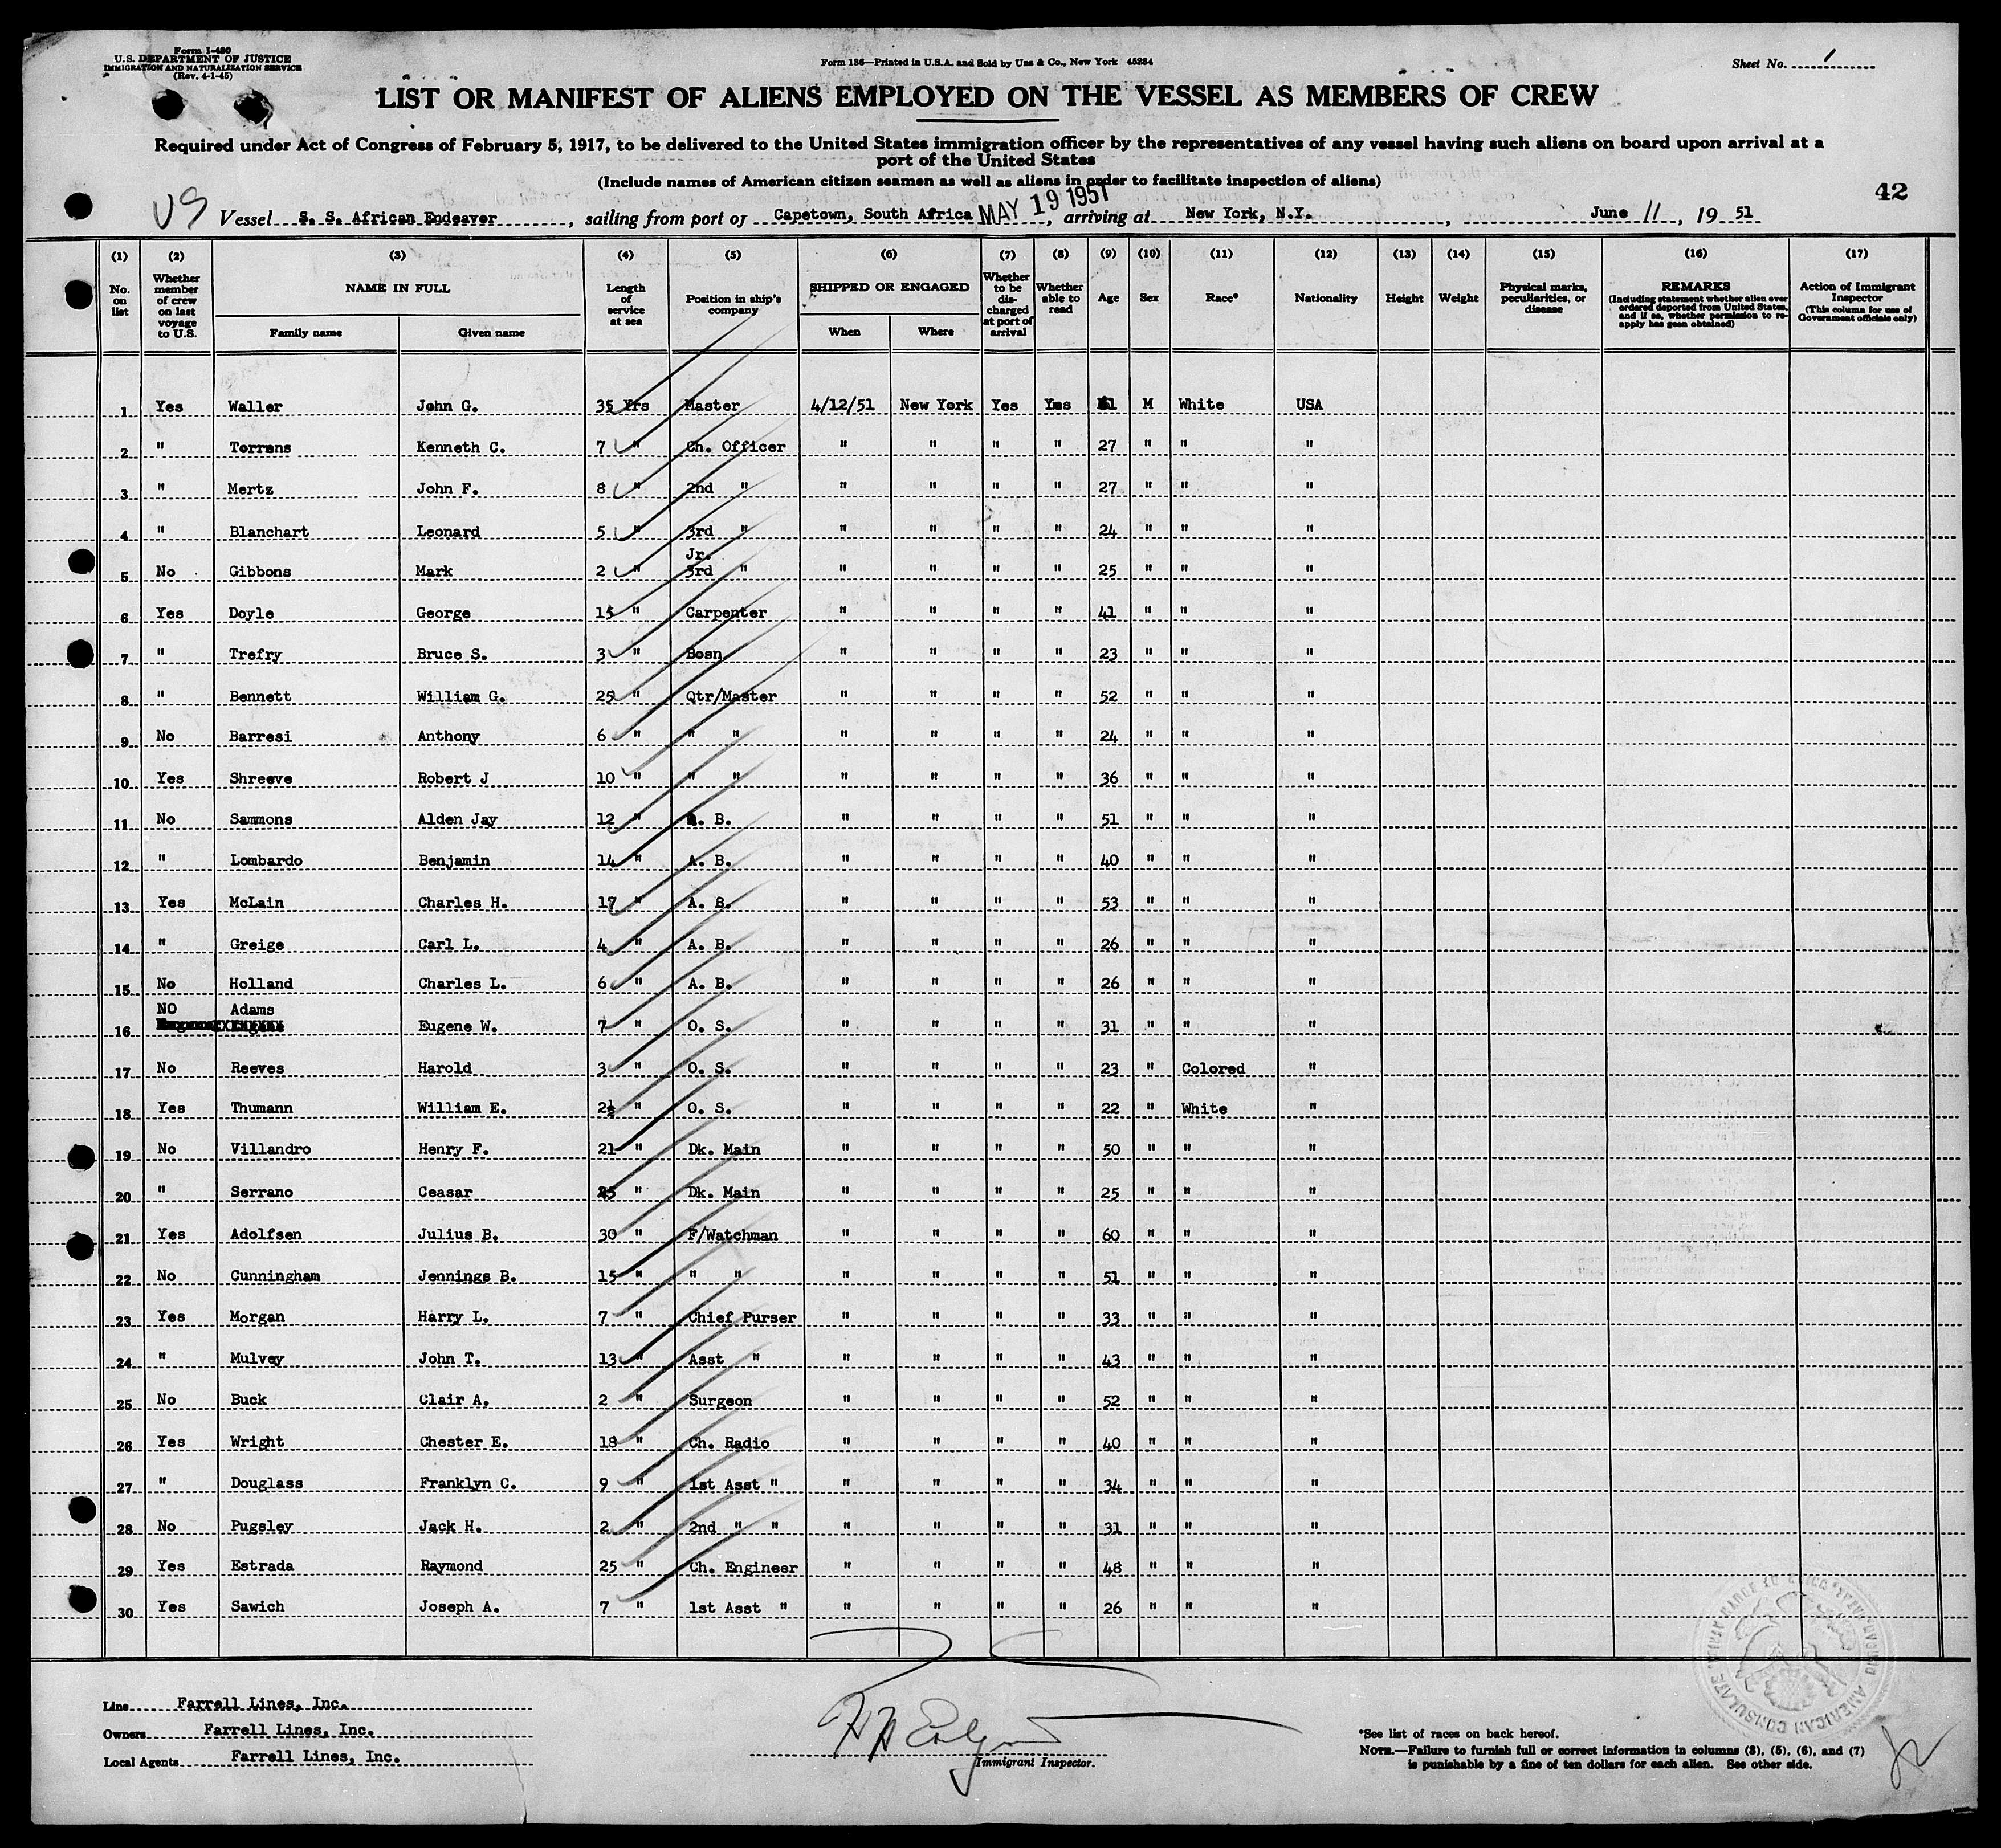 Form I-486
U.S. DEPARTMENT OF JUSTICE
IMMIGRATION AND NATURALIZATION SERVICE
(Rev. 4-1-45)
Form 136—Printed in U.S.A. and Sold by Unz & Co., New York 45284
Sheet No. 1
LIST OR MANIFEST OF ALIENS EMPLOYED ON THE VESSEL AS MEMBERS OF CREW
Required under Act of Congress of February 5, 1917, to be delivered to the United States immigration officer by the representatives of any vessel having such aliens on board upon arrival at a
port of the United States
(Include names of American citizen seamen as well as aliens in order to facilitate inspection of aliens)
42
US Vessel S. S. African Endeavor, sailing from port of Capetown, South Africa MAY 19 1951, arriving at New York, N.Y., June 11, 19 51
(1) (2) (3) (4) (5) (6) (7) (8) (9) (10) (11) (12) (13) (14) (15) (16) (17)
No. on list
Whether member of crew on last voyage to U.S.
NAME IN FULL
Family name Given name
Length of service at sea
Position in ship's company
SHIPPED OR ENGAGED
When Where
Whether to be discharged at port of arrival
Whether able to read
Age Sex Race* Nationality Height Weight
Physical marks, peculiarities, or disease
REMARKS
(Including statement whether alien ever ordered deported from United States, and if so, whether permission to re-apply has been obtained)
Action of Immigrant Inspector
(This column for use of Government officials only)
1 Yes Waller John G. 35 Yrs Master 4/12/51 New York Yes Yes M White USA
2 " Torrans Kenneth C. 7 " Ch. Officer " " " " 27 " " "
3 " Mertz John F. 8 " 2nd " " " " " 27 " " "
4 " Blanchart Leonard 5 " 3rd " " " " " 24 " " "
5 No Gibbons Mark 2 " Jr. 3rd " " " " " 25 " " "
6 Yes Doyle George 15 " Carpenter " " " " 41 " " "
7 " Trefry Bruce S. 3 " Bosn " " " " 23 " " "
8 " Bennett William G. 25 " Qtr/Master " " " " 52 " " "
9 No Barresi Anthony 6 " " " " " " " 24 " " "
10 Yes Shreeve Robert J 10 " " " " " " " 36 " " "
11 No Sammons Alden Jay 12 " A. B. " " " " 51 " " "
12 " Lombardo Benjamin 14 " A. B. " " " " 40 " " "
13 Yes McLain Charles H. 17 " A. B. " " " " 53 " " "
14 " Greige Carl L. 4 " A. B. " " " " 26 " " "
15 No Holland Charles L. 6 " A. B. " " " " 26 " " "
16 NO Adams Eugene W. 7 " O. S. " " " " 31 " " "
17 No Reeves Harold 3 " O. S. " " " " 23 " Colored "
18 Yes Thumann William E. 2½ " O. S. " " " " 22 " White "
19 No Villandro Henry F. 21 " Dk. Main " " " " 50 " " "
20 " Serrano Ceasar " Dk. Main " " " " 25 " " "
21 Yes Adolfsen Julius B. 30 " F/Watchman " " " " 60 " " "
22 No Cunningham Jennings B. 15 " " " " " " " 51 " " "
23 Yes Morgan Harry L. 7 " Chief Purser " " " " 33 " " "
24 " Mulvey John T. 13 " Asst " " " " " 43 " " "
25 No Buck Clair A. 2 " Surgeon " " " " 52 " " "
26 Yes Wright Chester E. 18 " Ch. Radio " " " " 40 " " "
27 " Douglass Franklyn C. 9 " 1st Asst " " " " " 34 " " "
28 No Pugsley Jack H. 2 " 2nd " " " " " " 31 " " "
29 Yes Estrada Raymond 25 " Ch. Engineer " " " " 48 " " "
30 Yes Sawich Joseph A. 7 " 1st Asst " " " " " 26 " " "
Line Farrell Lines, Inc.
Owners Farrell Lines, Inc.
Local Agents Farrell Lines, Inc.
Immigrant Inspector.
*See list of races on back hereof.
NOTE.—Failure to furnish full or correct information in columns (3), (5), (6), and (7)
is punishable by a fine of ten dollars for each alien. See other side.
AMERICAN CONSULATE